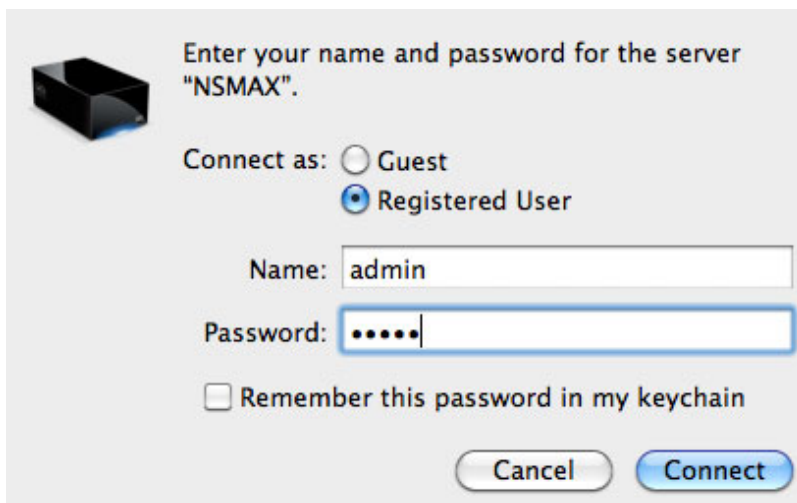 Enter your name and password for the server
“NSMAX”.
Connect as: Guest
Registered User
Name: admin
Password: •••••
Remember this password in my keychain
Cancel Connect